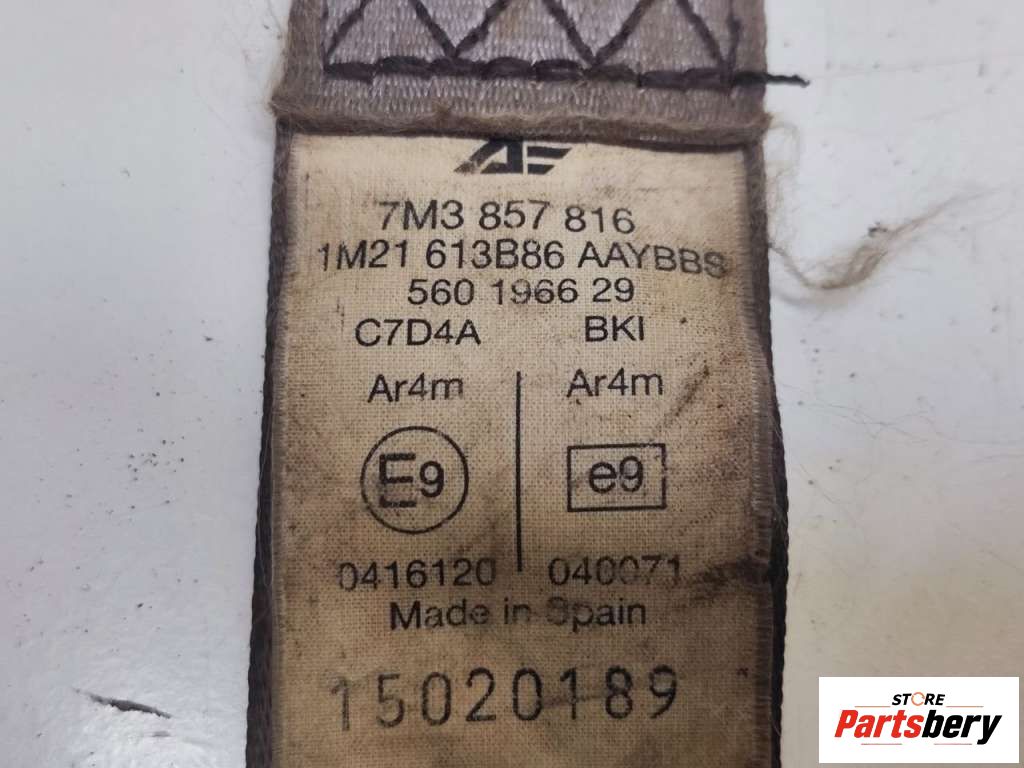 7M3 857 816
1M21 613B86 AAYBBS
560 1966 29
C7D4A BKI
Ar4m Ar4m
E9 e9
0416120 040071
Made in Spain
15020189
STORE
Partsbery